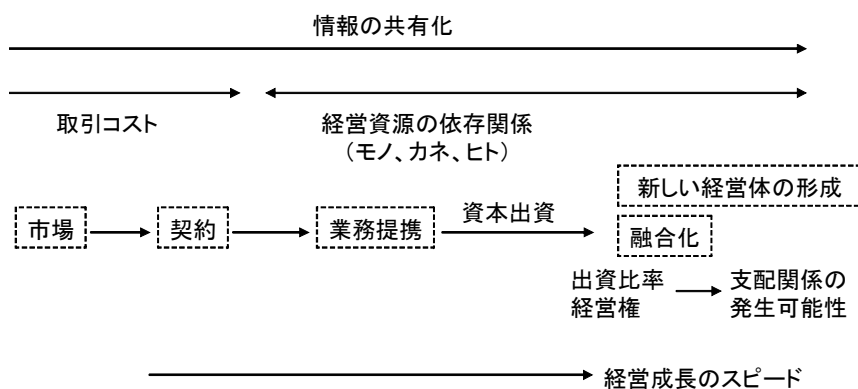 情報の共有化
取引コスト
経営資源の依存関係
(モノ、カネ、ヒト)
新しい経営体の形成
市場
契約
業務提携
資本出資
融合化
出資比率
経営権
支配関係の
発生可能性
経営成長のスピード